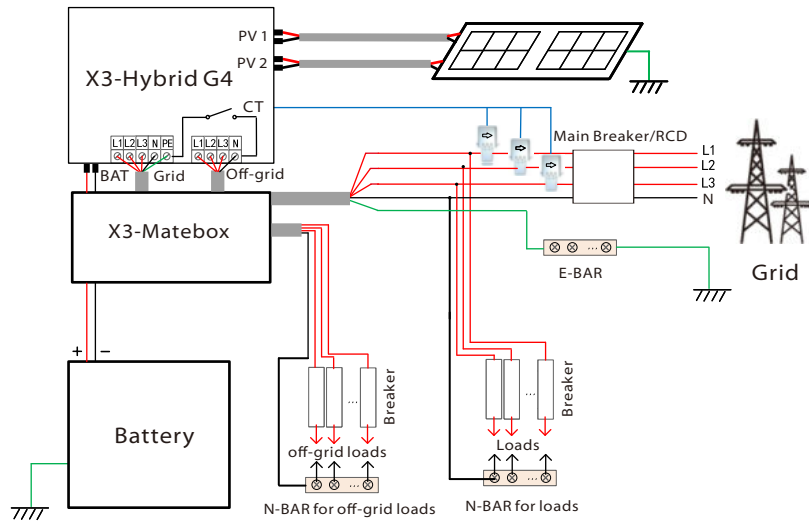 PV 1
X3-Hybrid G4
PV 2
CT
L1 L2 L3 N PE
L1 L2 L3 N
BAT
Grid
Off-grid
Main Breaker/RCD
L1
L2
L3
N
X3-Matebox
E-BAR
Grid
+ −
Battery
... Breaker
off-grid loads
...
N-BAR for off-grid loads
... Breaker
Loads
...
N-BAR for loads